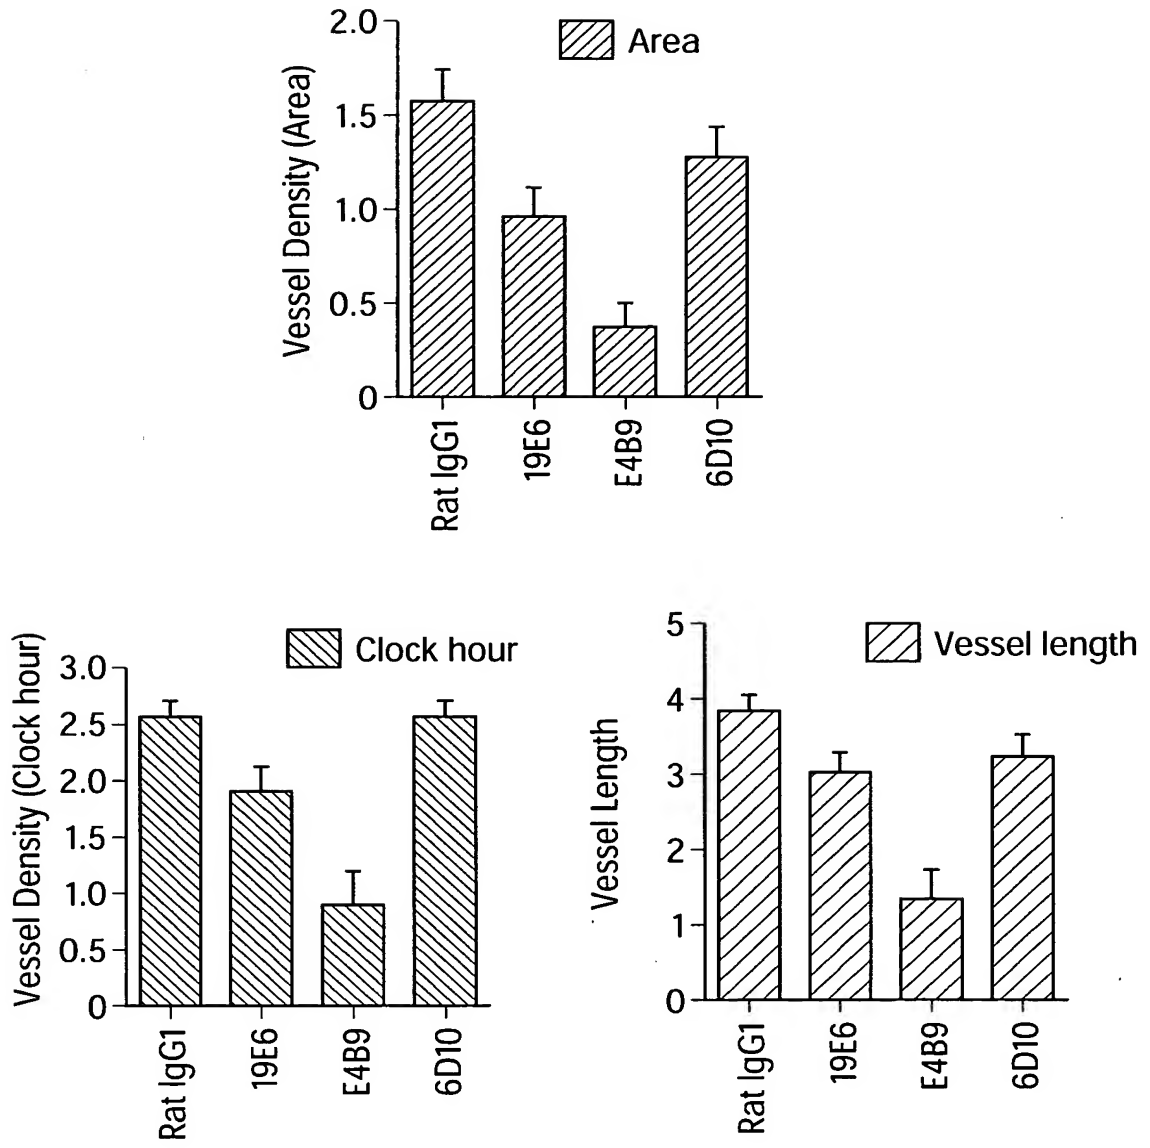 Area
Vessel Density (Area)
2.0
1.5
1.0
0.5
0
Rat IgG1
19E6
E4B9
6D10
Clock hour
Vessel Density (Clock hour)
3.0
2.5
2.0
1.5
1.0
0.5
0
Rat IgG1
19E6
E4B9
6D10
Vessel length
Vessel Length
5
4
3
2
1
0
Rat IgG1
19E6
E4B9
6D10